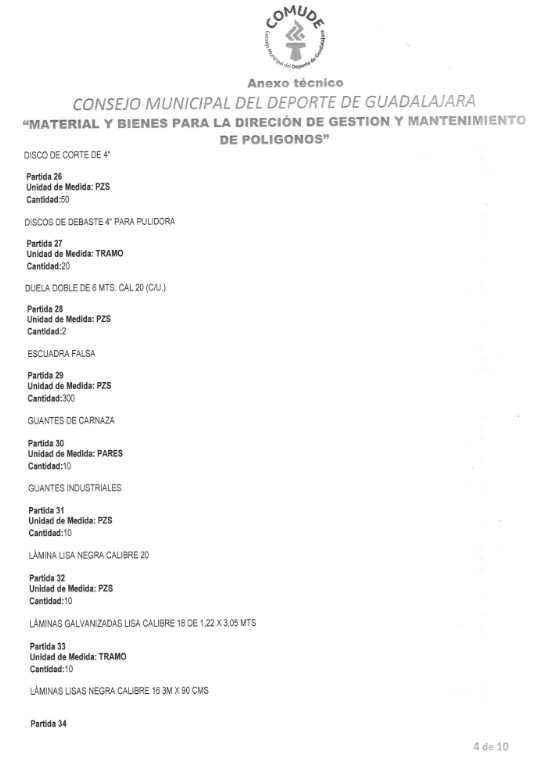 COMUDE
Consejo Municipal del Deporte de Guadalajara
Anexo técnico
CONSEJO MUNICIPAL DEL DEPORTE DE GUADALAJARA
“MATERIAL Y BIENES PARA LA DIRECIÓN DE GESTION Y MANTENIMIENTO
DE POLIGONOS”
DISCO DE CORTE DE 4"
Partida 26
Unidad de Medida: PZS
Cantidad:50
DISCOS DE DEBASTE 4" PARA PULIDORA
Partida 27
Unidad de Medida: TRAMO
Cantidad:20
DUELA DOBLE DE 6 MTS. CAL 20 (C/U.)
Partida 28
Unidad de Medida: PZS
Cantidad:2
ESCUADRA FALSA
Partida 29
Unidad de Medida: PZS
Cantidad:300
GUANTES DE CARNAZA
Partida 30
Unidad de Medida: PARES
Cantidad:10
GUANTES INDUSTRIALES
Partida 31
Unidad de Medida: PZS
Cantidad:10
LÁMINA LISA NEGRA CALIBRE 20
Partida 32
Unidad de Medida: PZS
Cantidad:10
LÁMINAS GALVANIZADAS LISA CALIBRE 18 DE 1,22 X 3,05 MTS
Partida 33
Unidad de Medida: TRAMO
Cantidad:10
LÁMINAS LISAS NEGRA CALIBRE 16 3M X 90 CMS
Partida 34
4 de 10